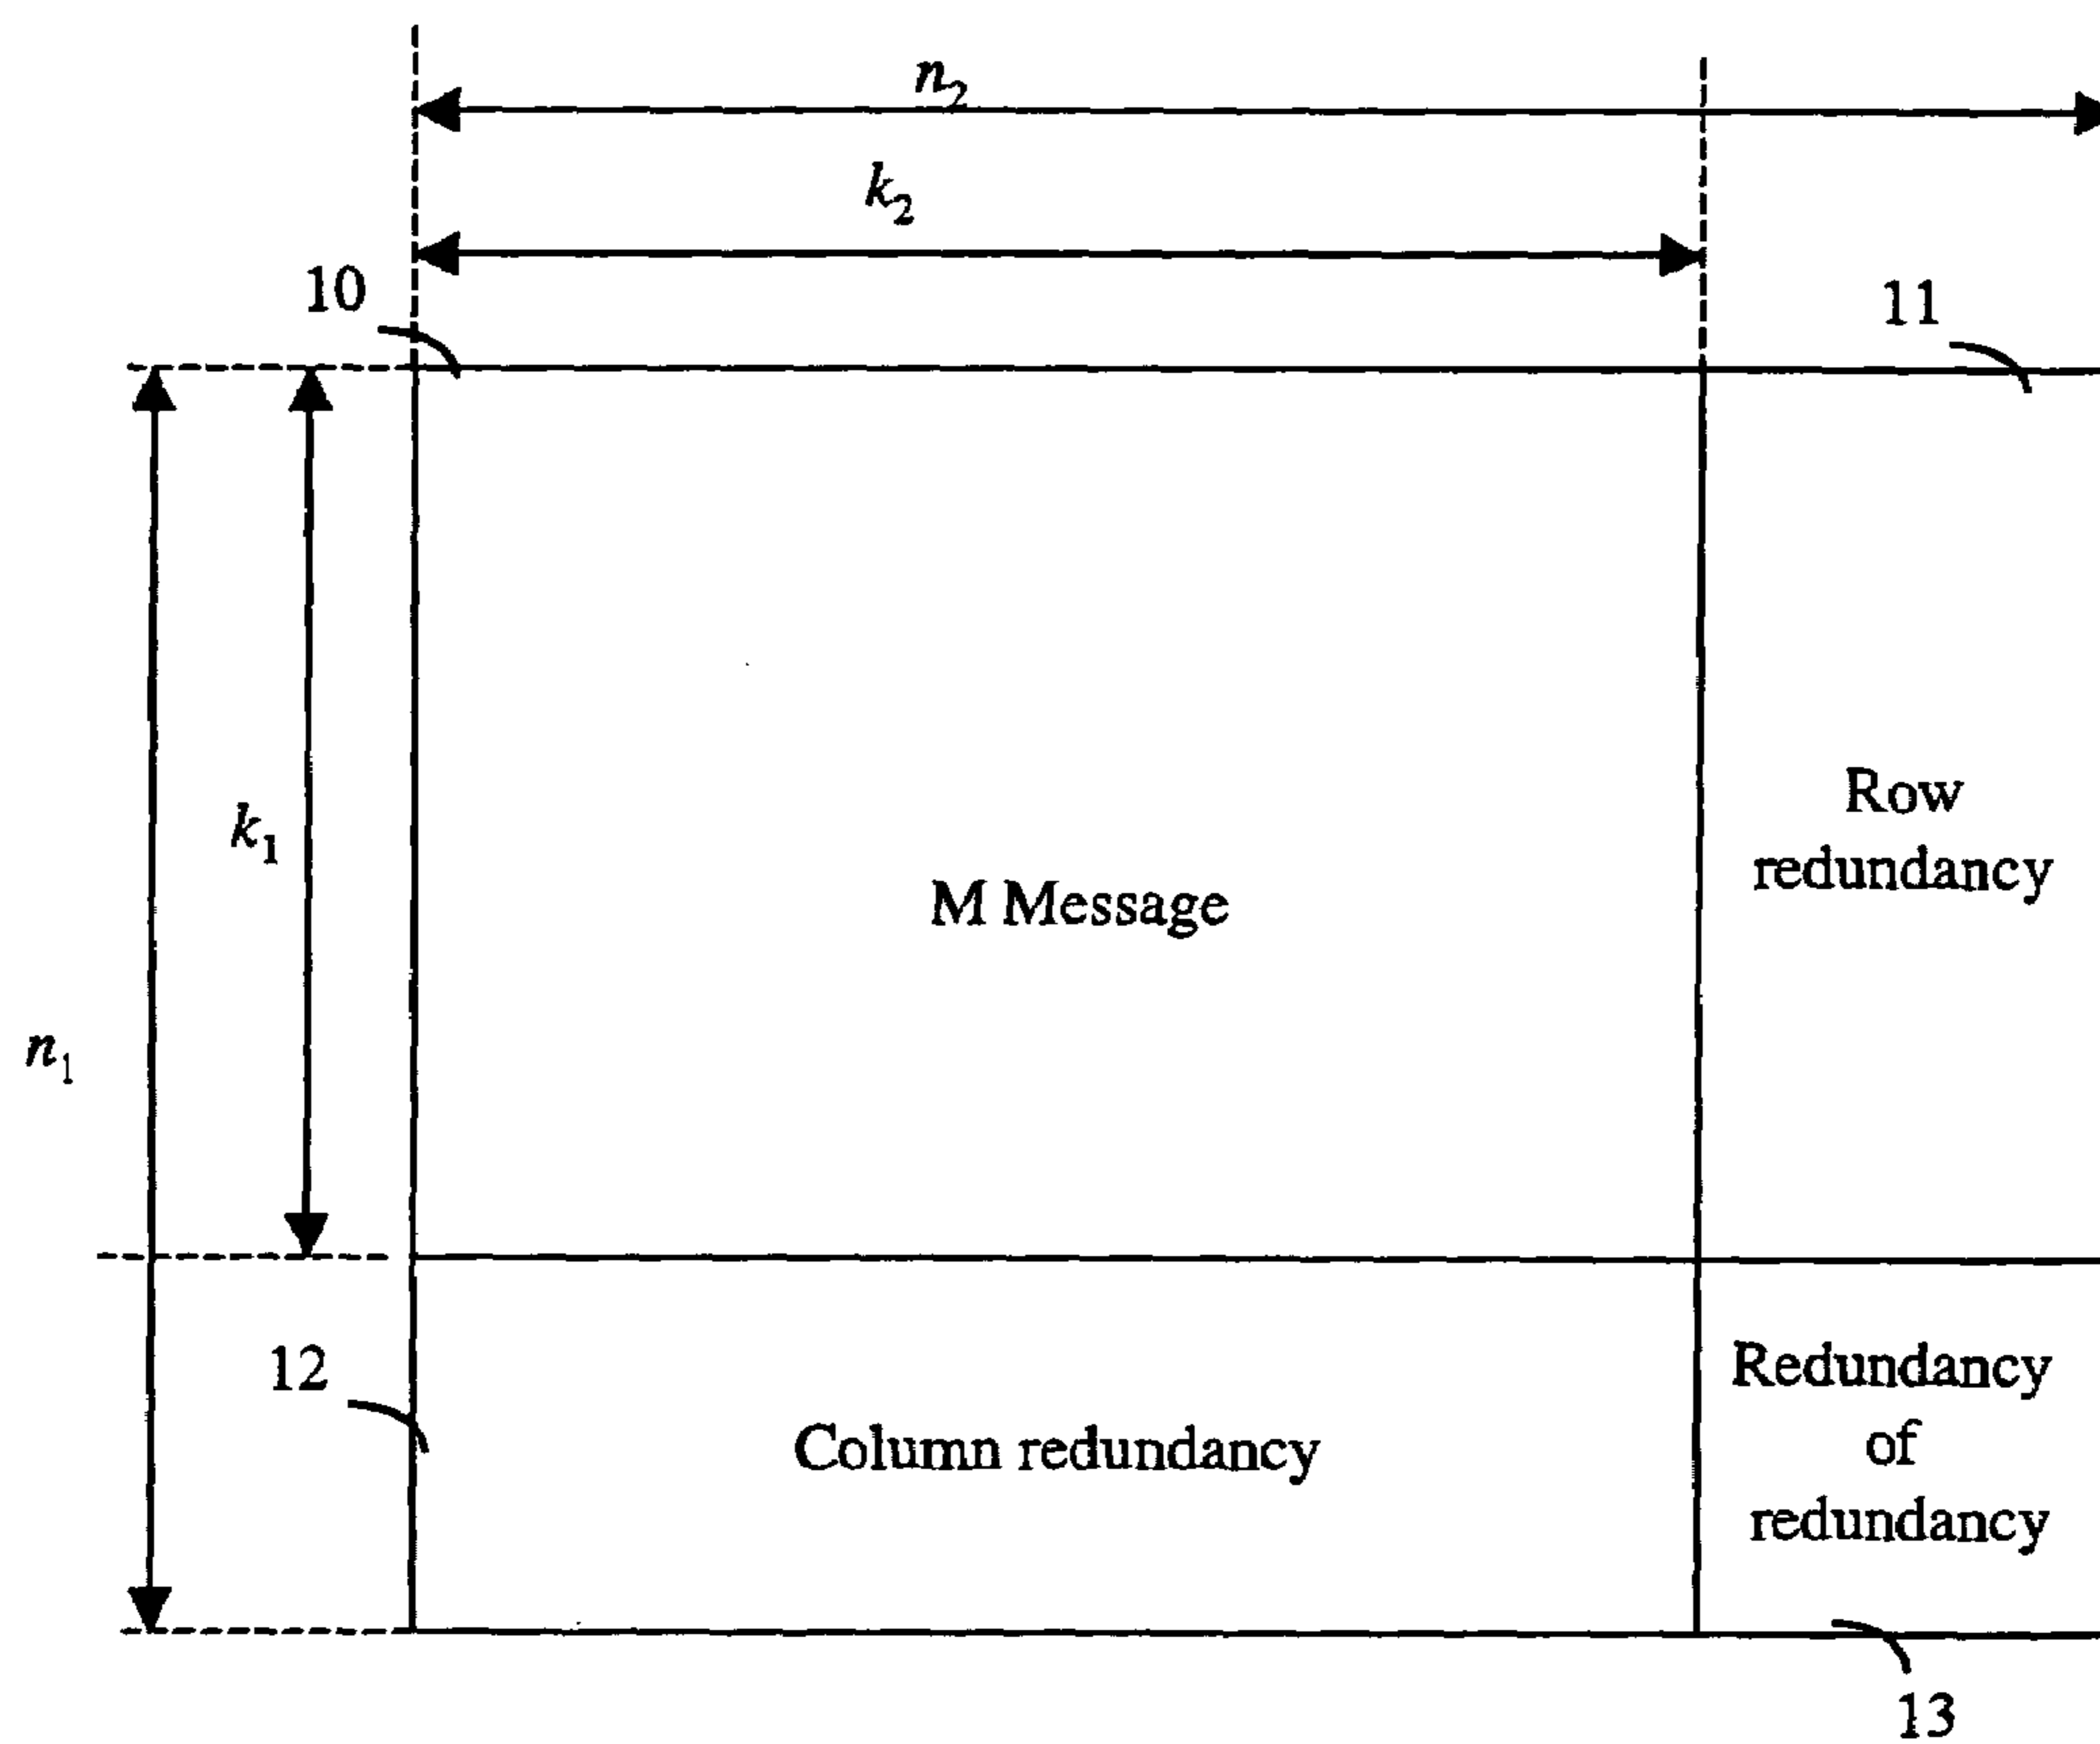 n₂
k₂
10
11
k₁
Row
redundancy
M Message
n₁
12
Redundancy
of
redundancy
Column redundancy
13